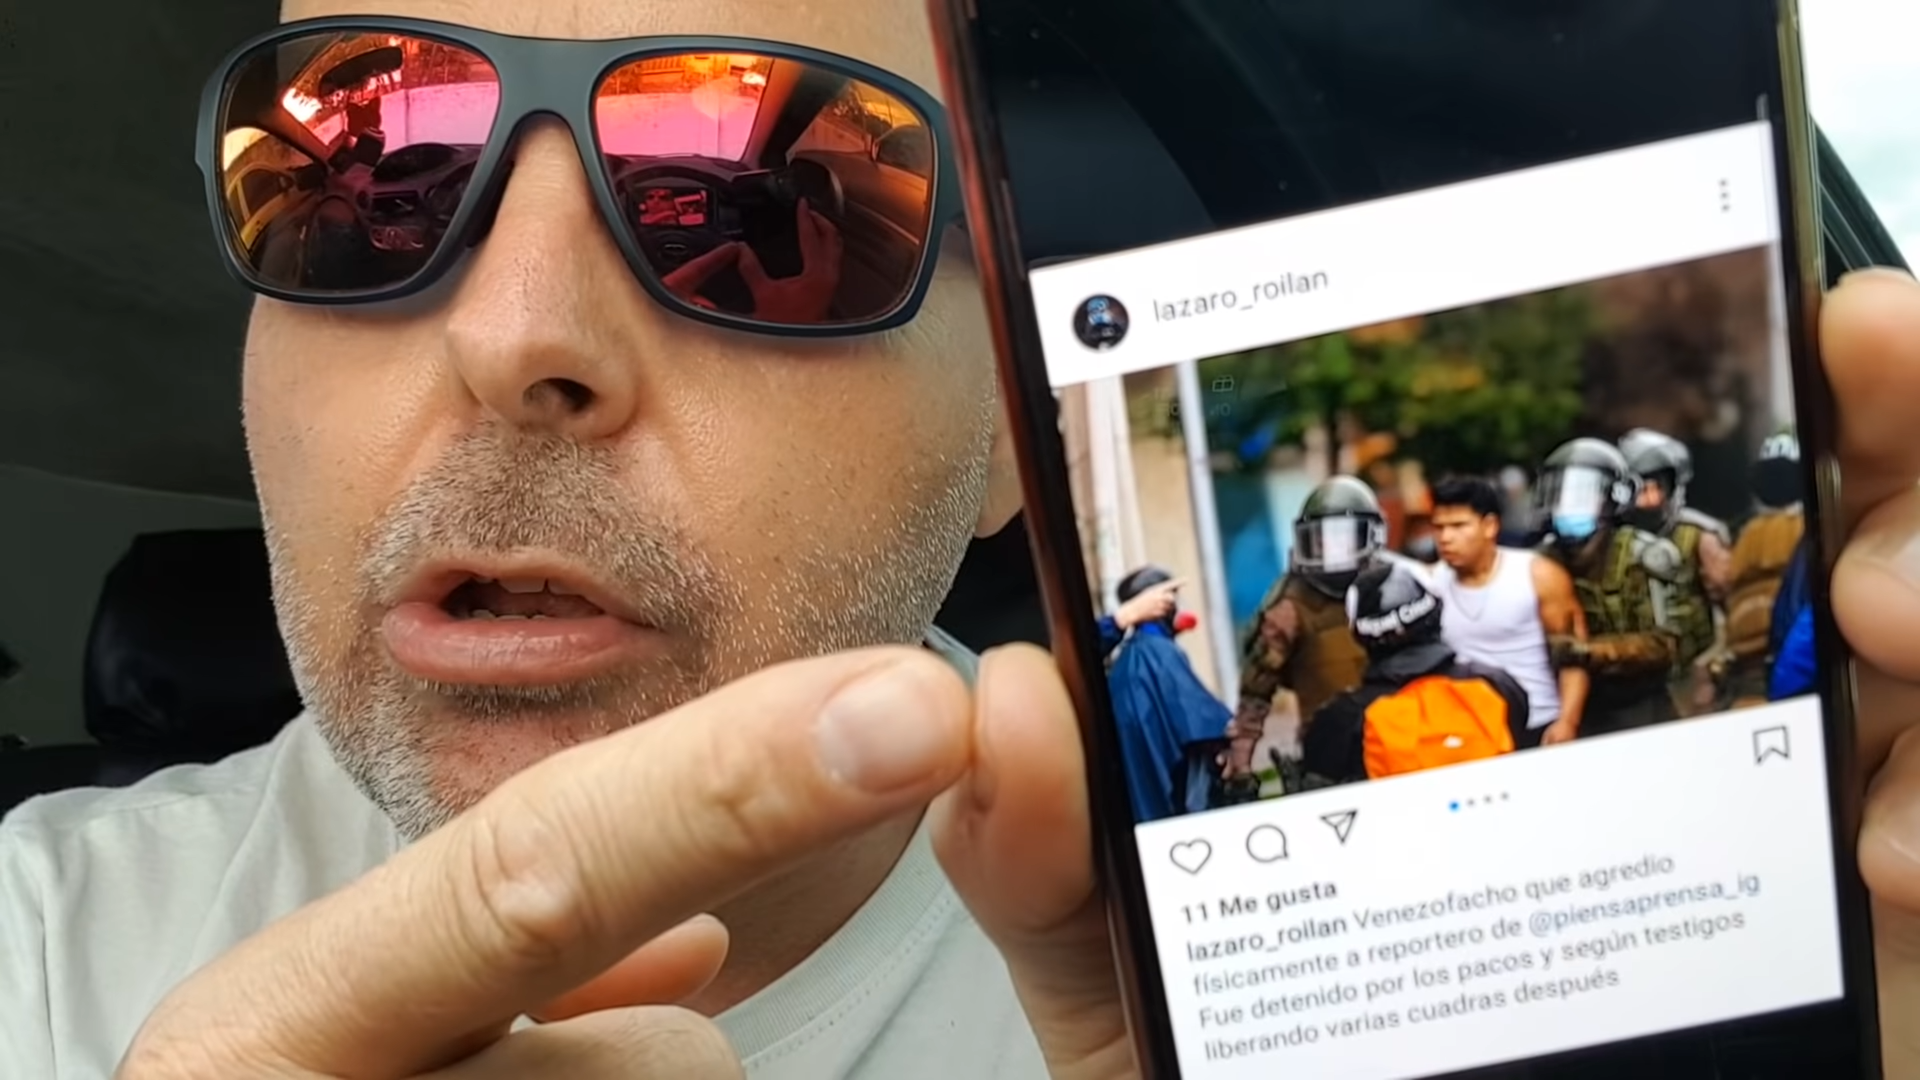 lazaro_roilan
11 Me gusta
lazaro_roilan Venezofacho que agredío
físicamente a reportero de @piensaprensa_ig
Fue detenido por los pacos y según testigos
liberando varias cuadras después